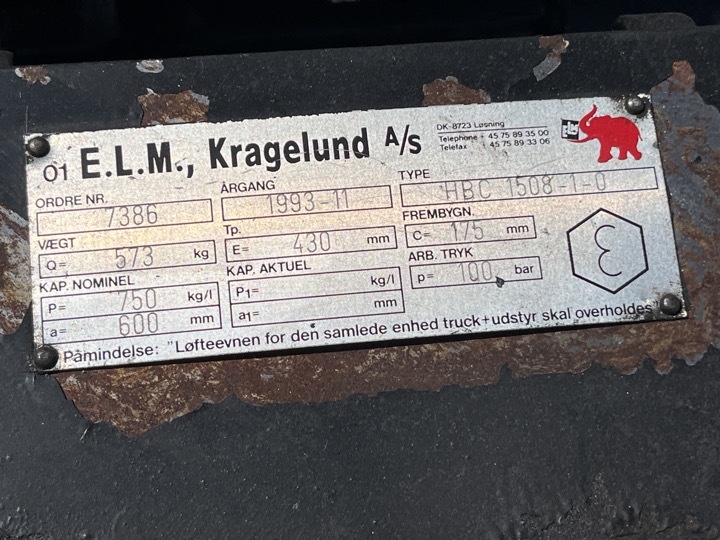 01 E.L.M., Kragelund A/s
DK-8723 Løsning
Telephone + 45 75 89 35 00
Telefax + 45 75 89 33 06
elm
ORDRE NR. 7386
ÅRGANG 1993-11
TYPE HBC 1508-1-0
VÆGT Q= 573 kg
Tp. E= 430 mm
FREMBYGN. C= 175 mm
KAP. NOMINEL P= 750 kg/l
KAP. AKTUEL P1= kg/l
ARB. TRYK p= 100 bar
a= 600 mm
a1= mm
Påmindelse: "Løfteevnen for den samlede enhed truck+udstyr skal overholdes"